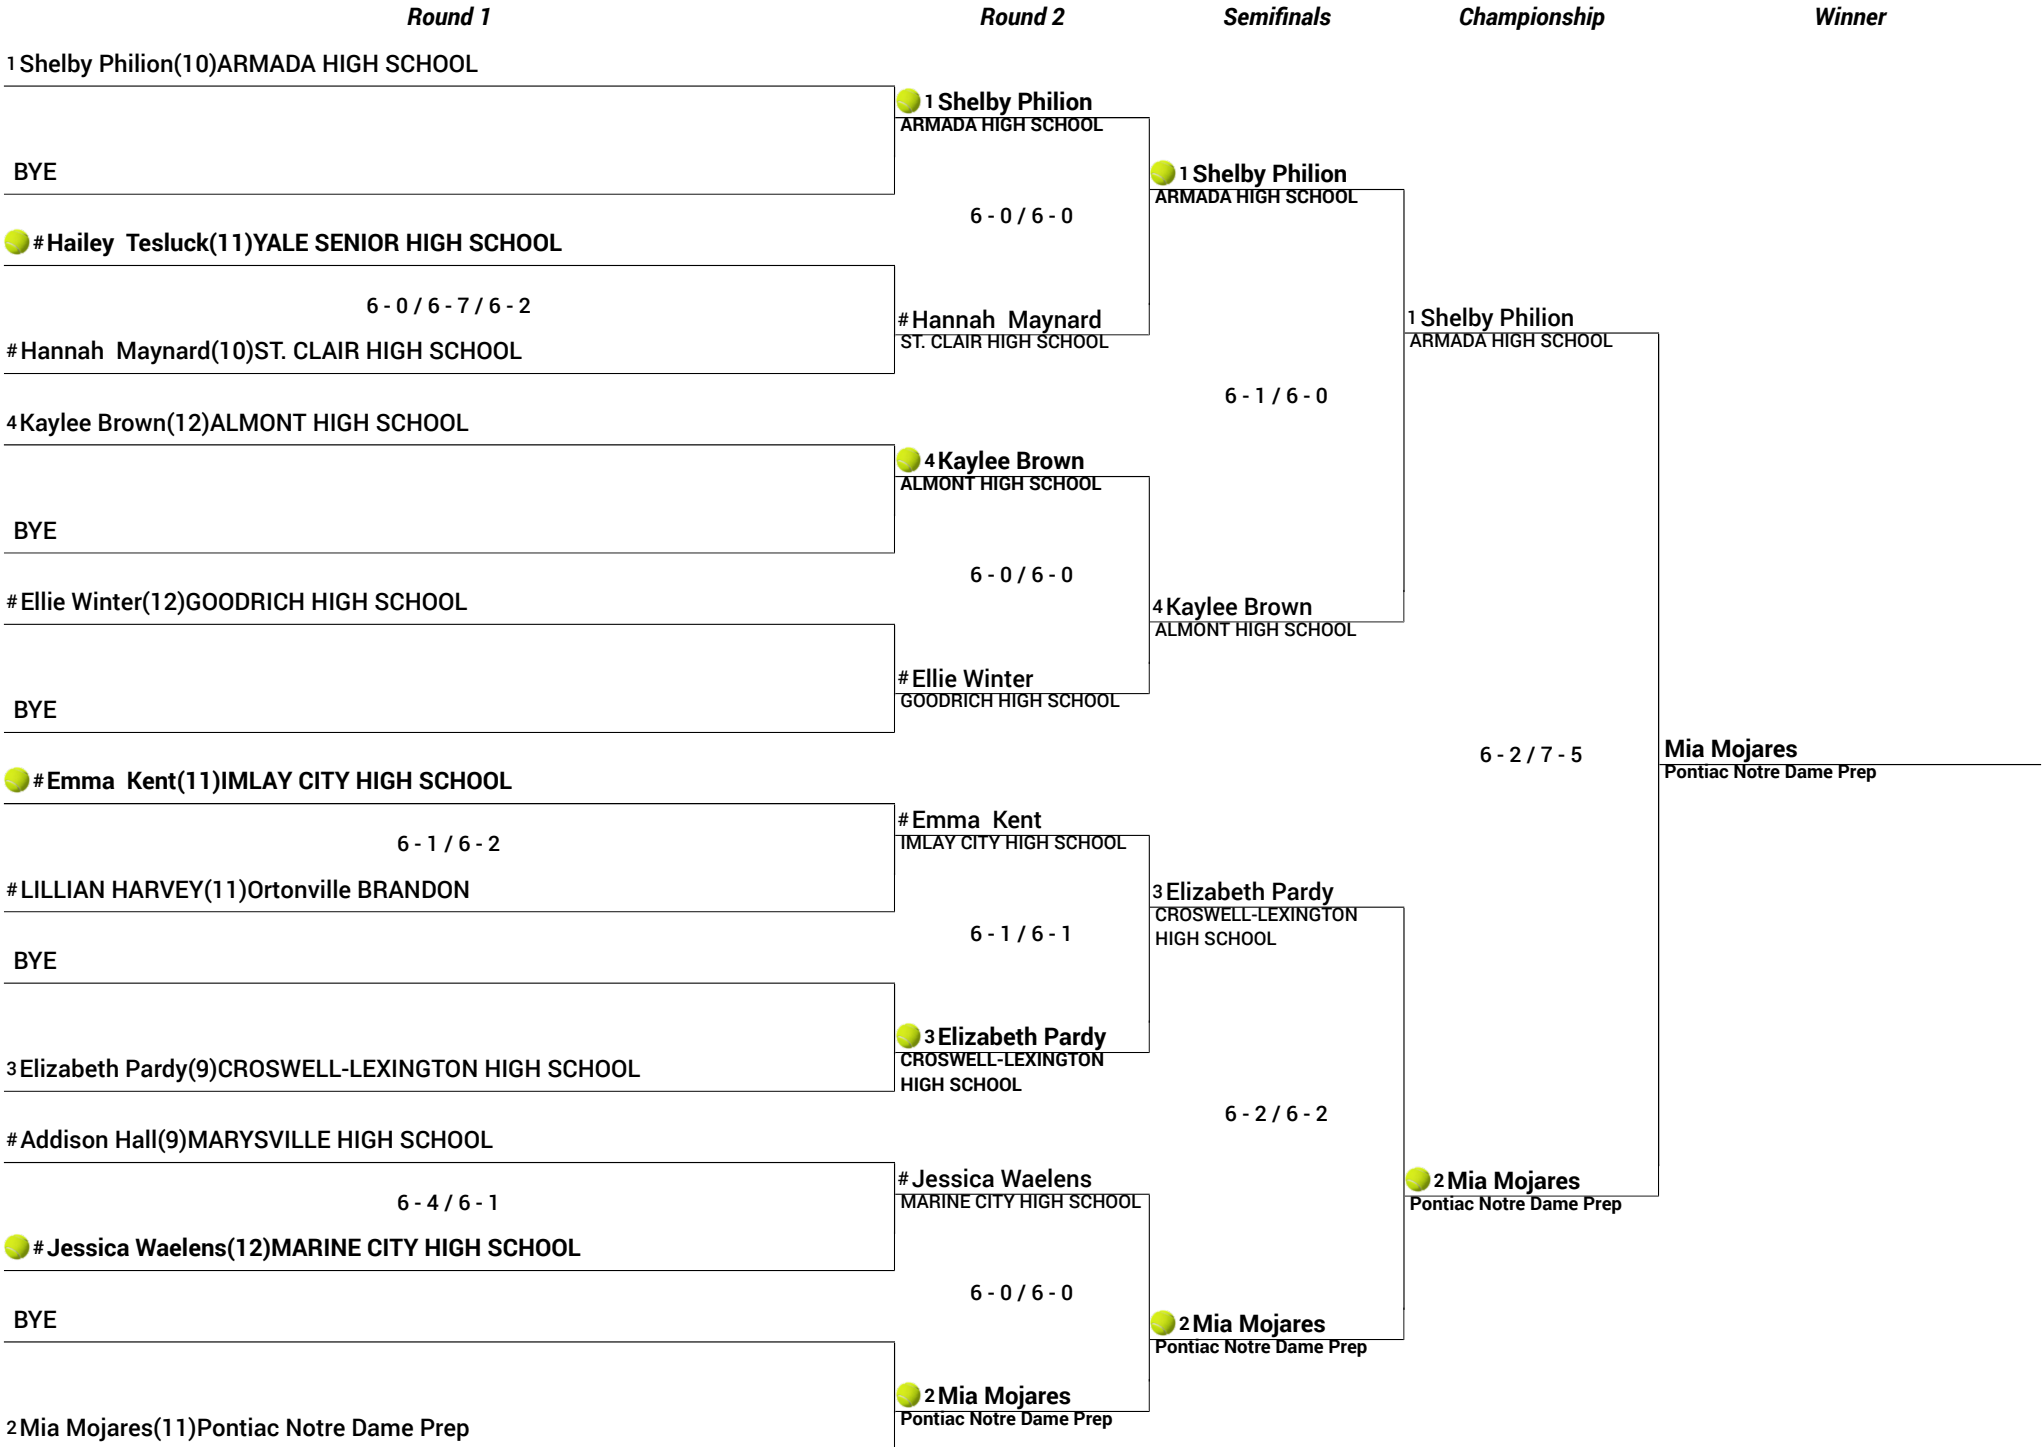 Round 1
Round 2
Semifinals
Championship
Winner
1 Shelby Philion(10)ARMADA HIGH SCHOOL
BYE
# Hailey Tesluck(11)YALE SENIOR HIGH SCHOOL
6 - 0 / 6 - 7 / 6 - 2
# Hannah Maynard(10)ST. CLAIR HIGH SCHOOL
4 Kaylee Brown(12)ALMONT HIGH SCHOOL
BYE
# Ellie Winter(12)GOODRICH HIGH SCHOOL
BYE
# Emma Kent(11)IMLAY CITY HIGH SCHOOL
6 - 1 / 6 - 2
# LILLIAN HARVEY(11)Ortonville BRANDON
BYE
3 Elizabeth Pardy(9)CROSWELL-LEXINGTON HIGH SCHOOL
# Addison Hall(9)MARYSVILLE HIGH SCHOOL
6 - 4 / 6 - 1
# Jessica Waelens(12)MARINE CITY HIGH SCHOOL
BYE
2 Mia Mojares(11)Pontiac Notre Dame Prep
1 Shelby Philion
ARMADA HIGH SCHOOL
6 - 0 / 6 - 0
# Hannah Maynard
ST. CLAIR HIGH SCHOOL
4 Kaylee Brown
ALMONT HIGH SCHOOL
6 - 0 / 6 - 0
# Ellie Winter
GOODRICH HIGH SCHOOL
# Emma Kent
IMLAY CITY HIGH SCHOOL
6 - 1 / 6 - 1
3 Elizabeth Pardy
CROSWELL-LEXINGTON
HIGH SCHOOL
# Jessica Waelens
MARINE CITY HIGH SCHOOL
6 - 0 / 6 - 0
2 Mia Mojares
Pontiac Notre Dame Prep
1 Shelby Philion
ARMADA HIGH SCHOOL
6 - 1 / 6 - 0
4 Kaylee Brown
ALMONT HIGH SCHOOL
3 Elizabeth Pardy
CROSWELL-LEXINGTON
HIGH SCHOOL
6 - 2 / 6 - 2
2 Mia Mojares
Pontiac Notre Dame Prep
1 Shelby Philion
ARMADA HIGH SCHOOL
6 - 2 / 7 - 5
2 Mia Mojares
Pontiac Notre Dame Prep
Mia Mojares
Pontiac Notre Dame Prep